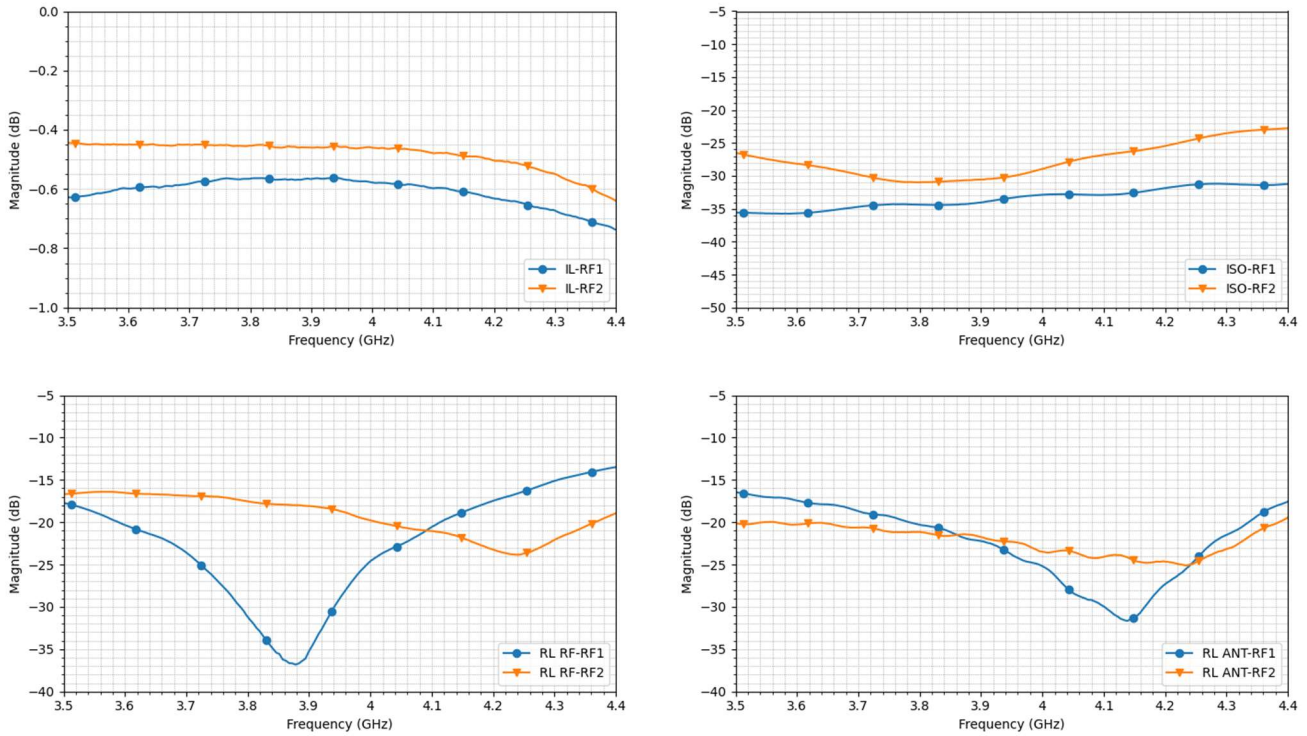 0.0
−0.2
−0.4
−0.6
−0.8
−1.0
Magnitude (dB)
3.5 3.6 3.7 3.8 3.9 4 4.1 4.2 4.3 4.4
Frequency (GHz)
IL-RF1
IL-RF2
−5
−10
−15
−20
−25
−30
−35
−40
−45
−50
Magnitude (dB)
3.5 3.6 3.7 3.8 3.9 4 4.1 4.2 4.3 4.4
Frequency (GHz)
ISO-RF1
ISO-RF2
−5
−10
−15
−20
−25
−30
−35
−40
Magnitude (dB)
3.5 3.6 3.7 3.8 3.9 4 4.1 4.2 4.3 4.4
Frequency (GHz)
RL RF-RF1
RL RF-RF2
−5
−10
−15
−20
−25
−30
−35
−40
Magnitude (dB)
3.5 3.6 3.7 3.8 3.9 4 4.1 4.2 4.3 4.4
Frequency (GHz)
RL ANT-RF1
RL ANT-RF2